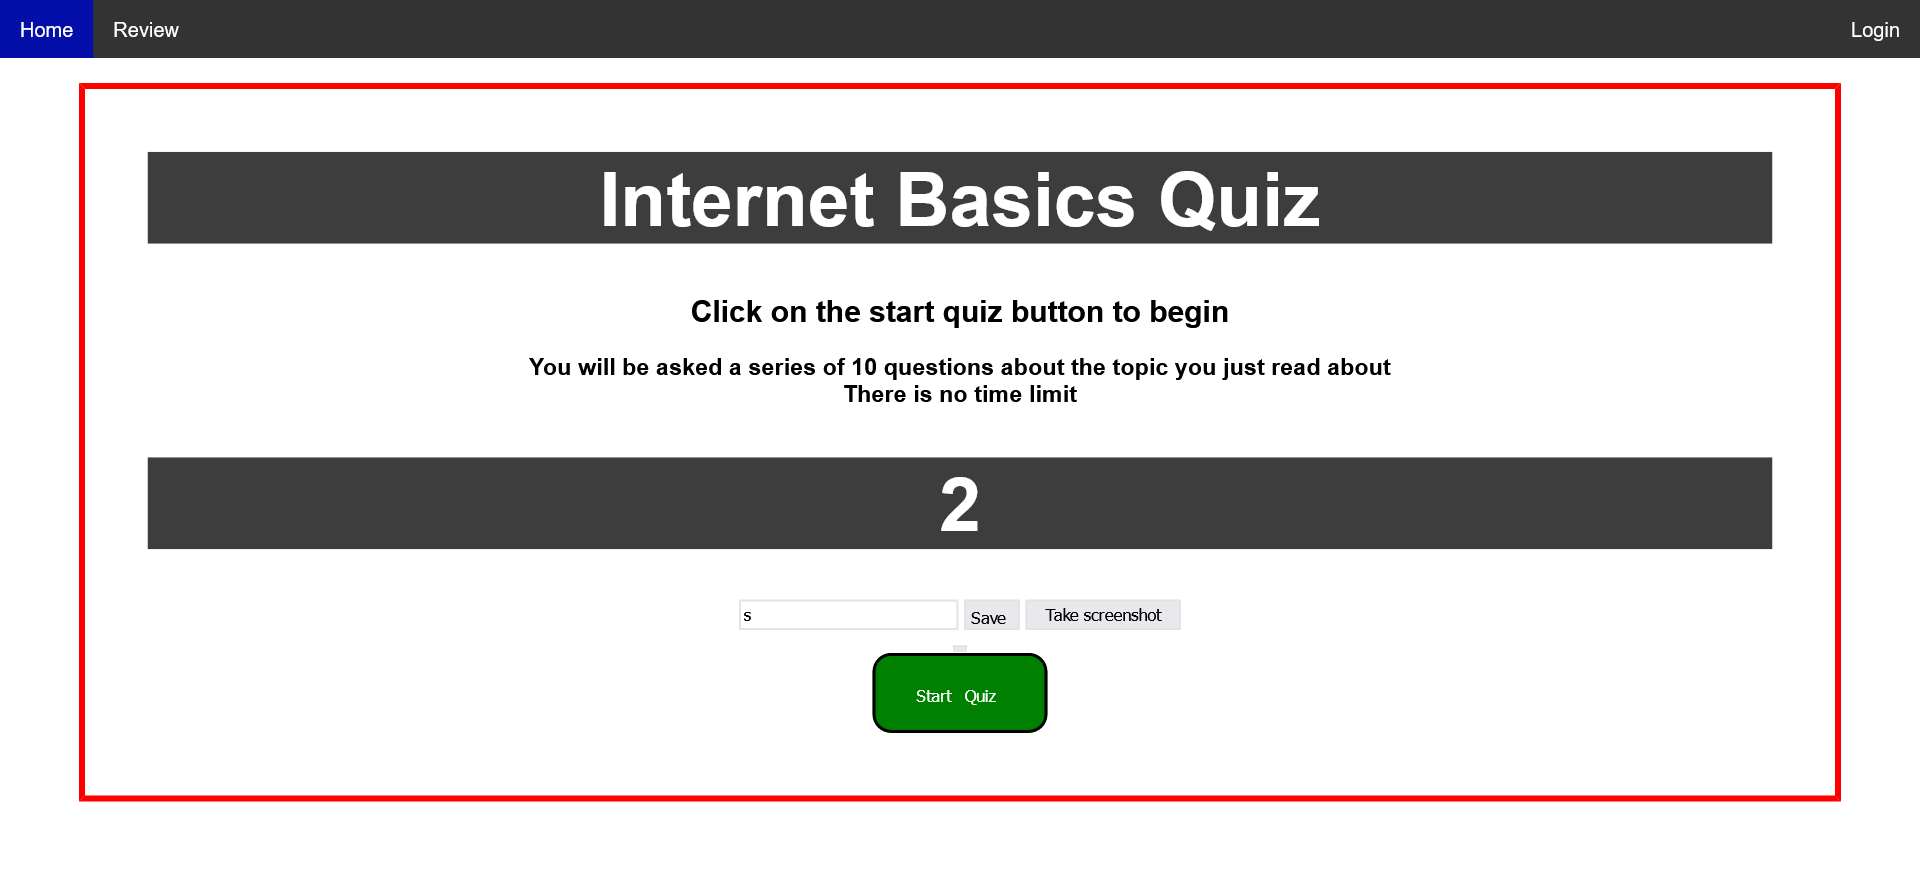 Home Review Login
Internet Basics Quiz
Click on the start quiz button to begin
You will be asked a series of 10 questions about the topic you just read about
There is no time limit
2
s Save Take screenshot
Start Quiz